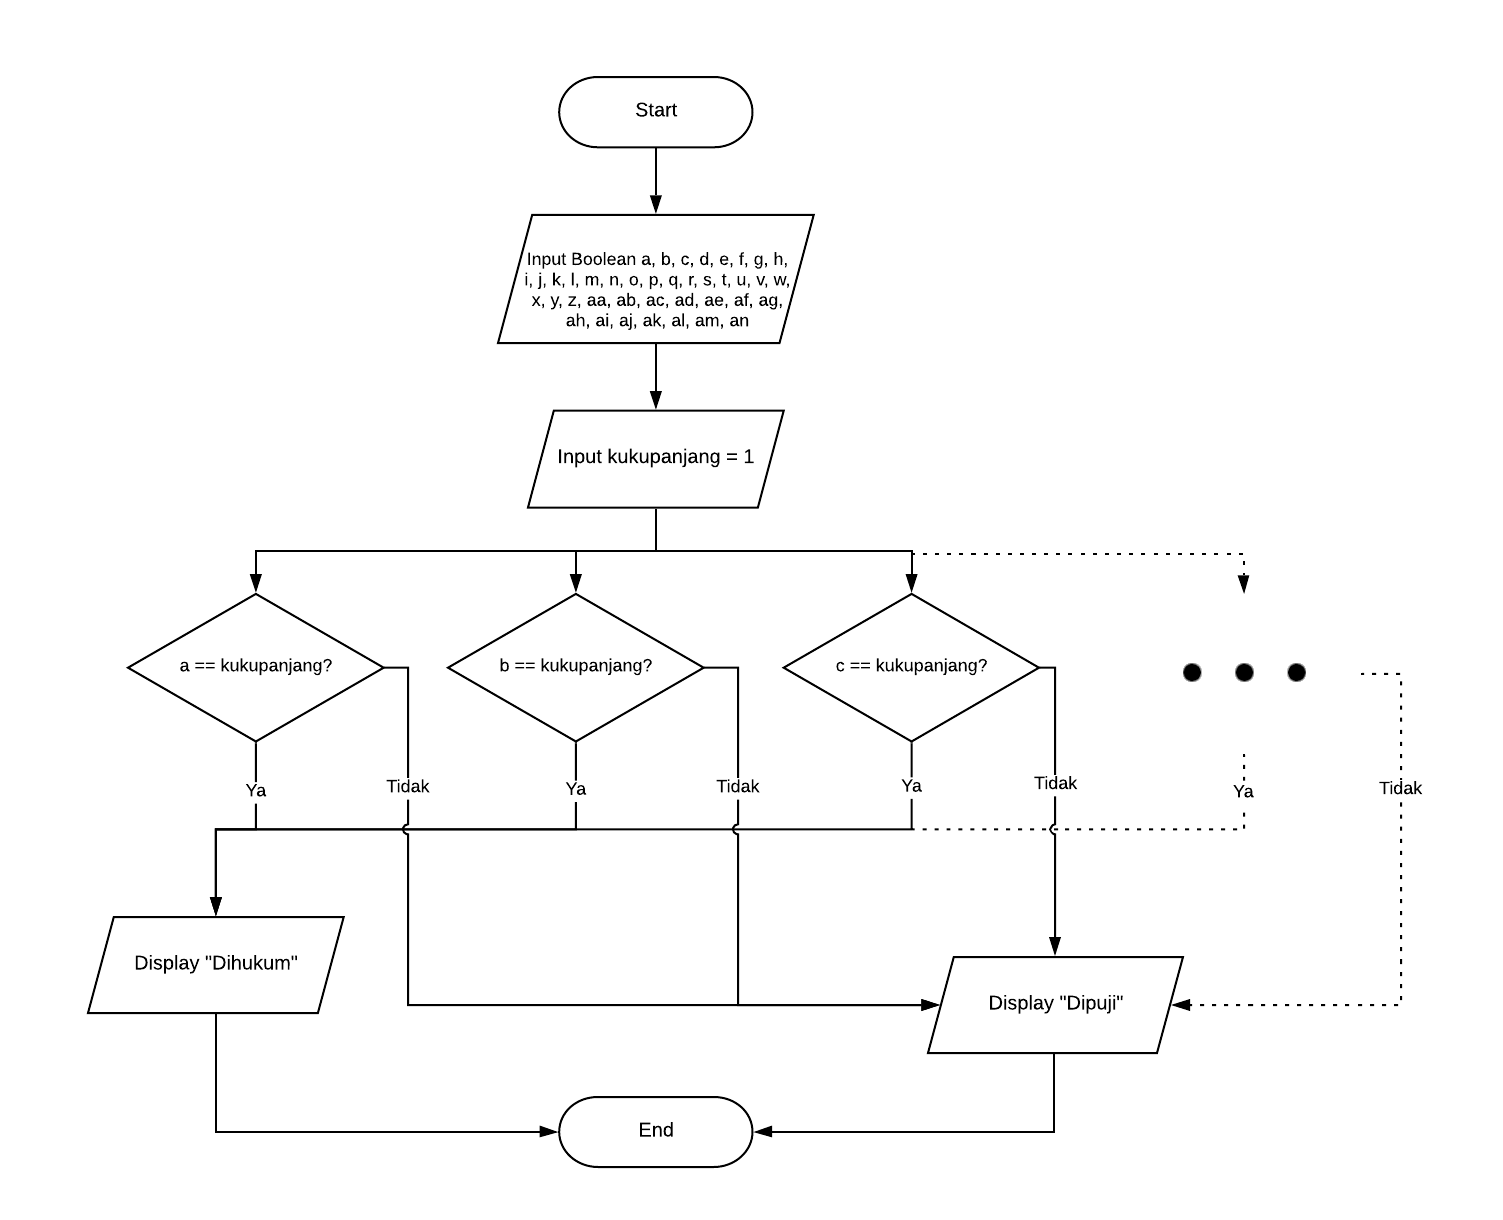 Start
Input Boolean a, b, c, d, e, f, g, h,
i, j, k, l, m, n, o, p, q, r, s, t, u, v, w,
x, y, z, aa, ab, ac, ad, ae, af, ag,
ah, ai, aj, ak, al, am, an
Input kukupanjang = 1
a == kukupanjang?
b == kukupanjang?
c == kukupanjang?
Ya
Tidak
Ya
Tidak
Ya
Tidak
Ya
Tidak
Display "Dihukum"
Display "Dipuji"
End